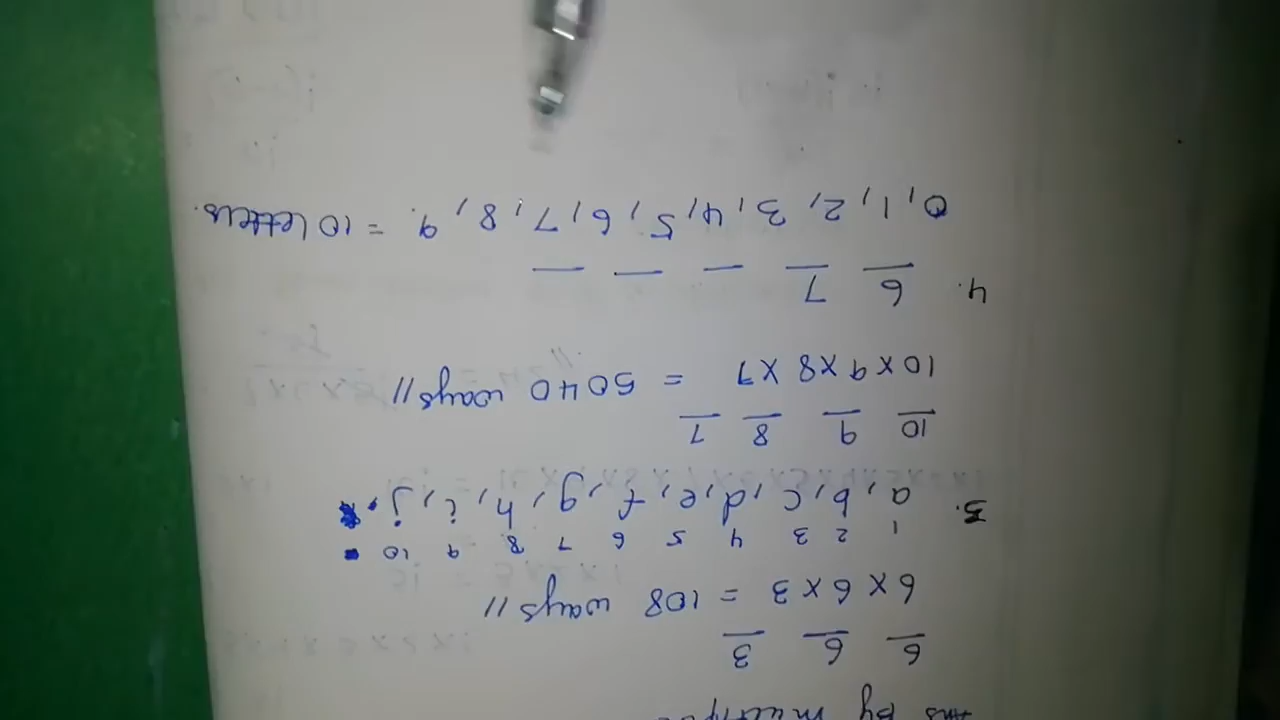 by
6 6 3
6 x 6 x 3 = 108 ways //
1 2 3 4 5 6 7 8 9 10
3. a, b, c, d, e, f, g, h, i, j.
10 9 8 7
10 x 9 x 8 x 7 = 5040 ways //
4. 6 7 _ _ _
0, 1, 2, 3, 4, 5, 6, 7, 8, 9. = 10 letters.